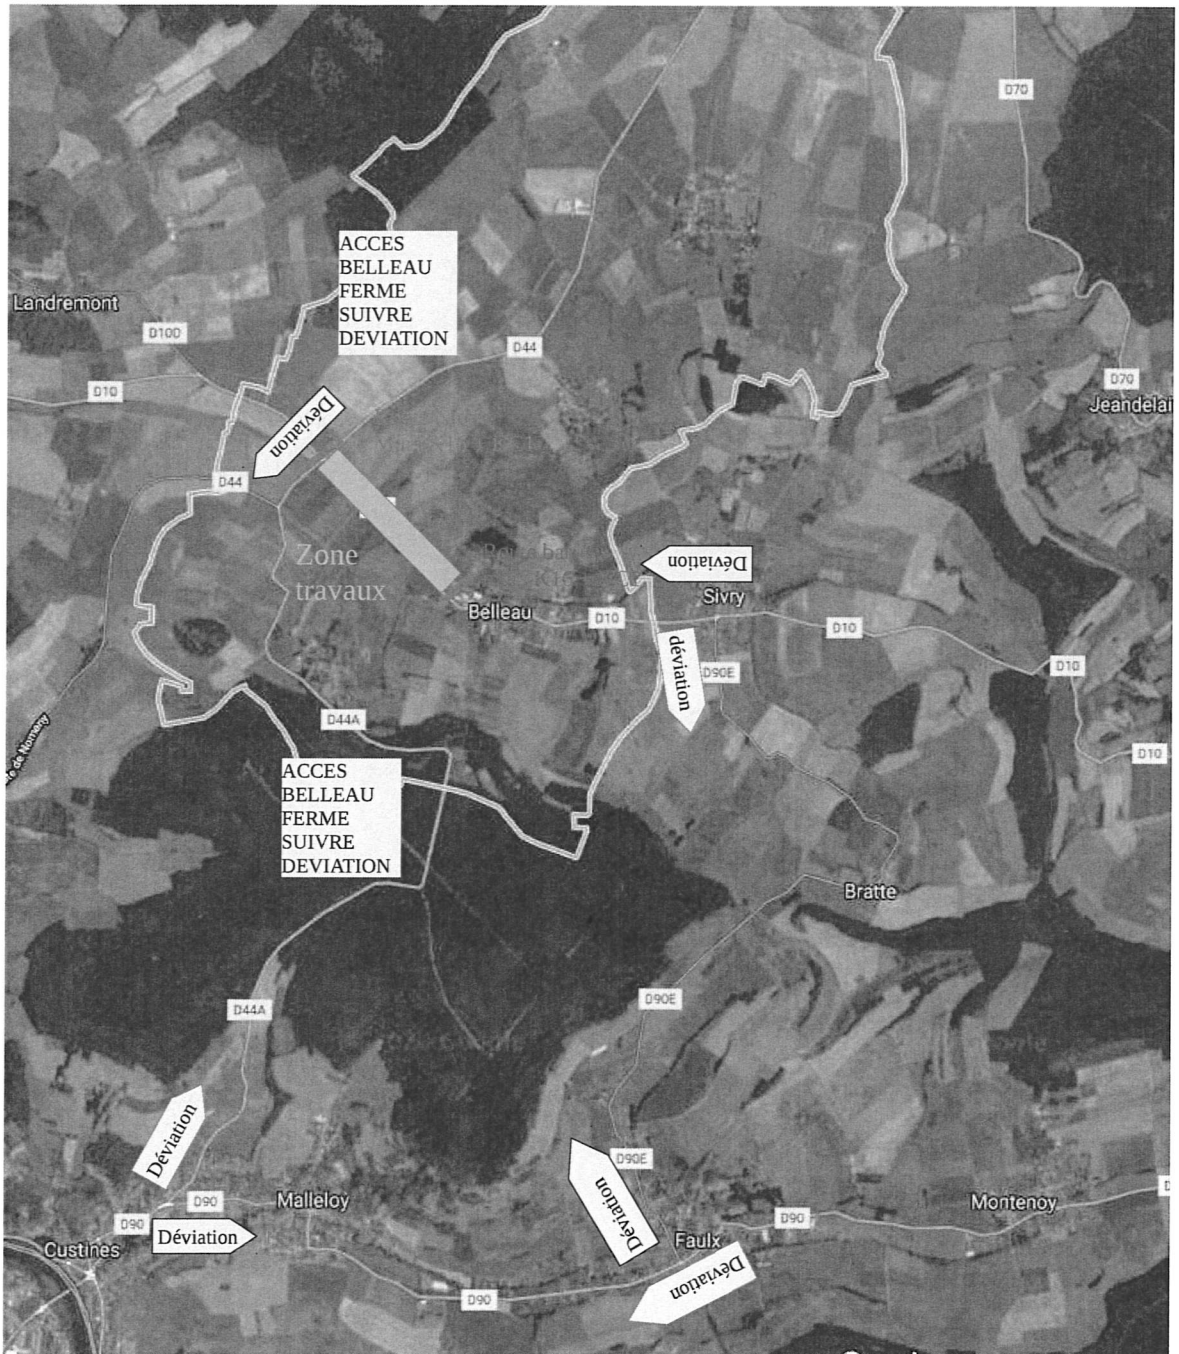 D70
ACCES
BELLEAU
FERME
SUIVRE
DEVIATION
Landremont
D100
D44
D10
D70
Jeandelai
Déviation
D44
Zone
travaux
Déviation
Belleau
Sivry
D10
D10
D10
déviation
D90E
D44A
D10
ACCES
BELLEAU
FERME
SUIVRE
DEVIATION
Bratte
D90E
D44A
Déviation
D90E
Déviation
D90
Malleloy
Montenoy
D90
Déviation
D90
Faulx
Custines
Déviation
D90